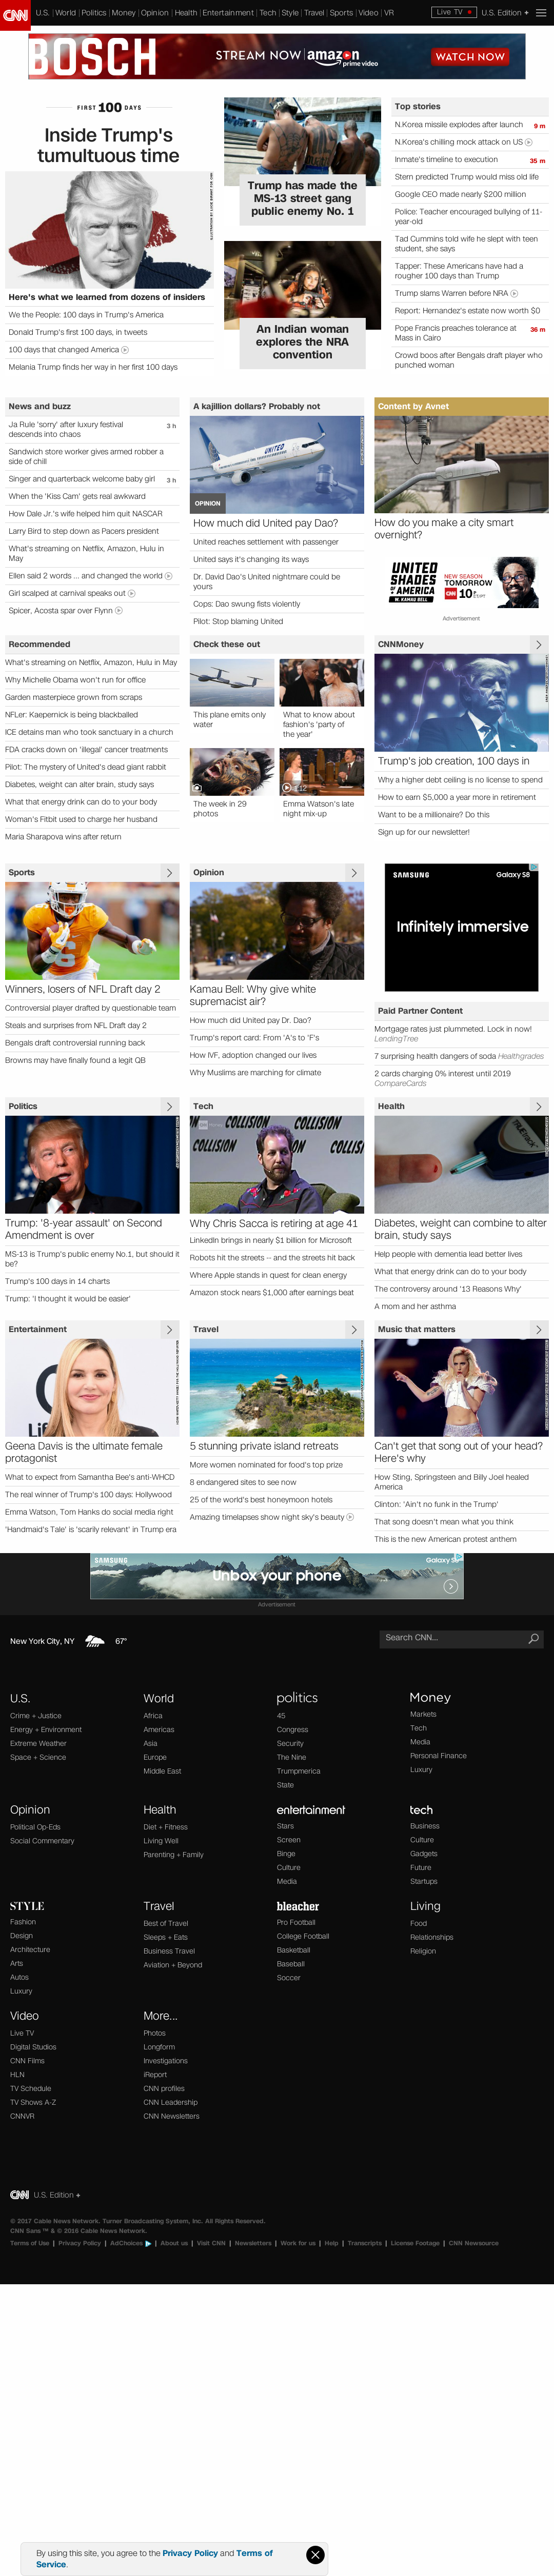 CNN U.S. World Politics Money Opinion Health Entertainment Tech Style Travel Sports Video VR Live TV U.S. Edition +
BOSCH STREAM NOW amazon prime video WATCH NOW
FIRST 100 DAYS
Inside Trump's
tumultuous time
Here's what we learned from dozens of insiders
We the People: 100 days in Trump's America
Donald Trump's first 100 days, in tweets
100 days that changed America
Melania Trump finds her way in her first 100 days
Trump has made the
MS-13 street gang
public enemy No. 1
An Indian woman
explores the NRA
convention
Top stories
N.Korea missile explodes after launch 9 m
N.Korea's chilling mock attack on US
Inmate's timeline to execution 35 m
Stern predicted Trump would miss old life
Google CEO made nearly $200 million
Police: Teacher encouraged bullying of 11-
year-old
Tad Cummins told wife he slept with teen
student, she says
Tapper: These Americans have had a
rougher 100 days than Trump
Trump slams Warren before NRA
Report: Hernandez's estate now worth $0
Pope Francis preaches tolerance at 36 m
Mass in Cairo
Crowd boos after Bengals draft player who
punched woman
News and buzz
Ja Rule 'sorry' after luxury festival 3 h
descends into chaos
Sandwich store worker gives armed robber a
side of chill
Singer and quarterback welcome baby girl 3 h
When the 'Kiss Cam' gets real awkward
How Dale Jr.'s wife helped him quit NASCAR
Larry Bird to step down as Pacers president
What's streaming on Netflix, Amazon, Hulu in
May
Ellen said 2 words ... and changed the world
Girl scalped at carnival speaks out
Spicer, Acosta spar over Flynn
A kajillion dollars? Probably not
UNITED
OPINION
How much did United pay Dao?
United reaches settlement with passenger
United says it's changing its ways
Dr. David Dao's United nightmare could be
yours
Cops: Dao swung fists violently
Pilot: Stop blaming United
Content by Avnet
How do you make a city smart
overnight?
UNITED SHADES OF AMERICA W. KAMAU BELL NEW SEASON TOMORROW CNN 10PM ET/PT
Advertisement
Recommended
What's streaming on Netflix, Amazon, Hulu in May
Why Michelle Obama won't run for office
Garden masterpiece grown from scraps
NFLer: Kaepernick is being blackballed
ICE detains man who took sanctuary in a church
FDA cracks down on 'illegal' cancer treatments
Pilot: The mystery of United's dead giant rabbit
Diabetes, weight can alter brain, study says
What that energy drink can do to your body
Woman's Fitbit used to charge her husband
Maria Sharapova wins after return
Check these out
This plane emits only
water
What to know about
fashion's 'party of
the year'
1:12
The week in 29
photos
Emma Watson's late
night mix-up
CNNMoney
Trump's job creation, 100 days in
Why a higher debt ceiling is no license to spend
How to earn $5,000 a year more in retirement
Want to be a millionaire? Do this
Sign up for our newsletter!
Sports
Winners, losers of NFL Draft day 2
Controversial player drafted by questionable team
Steals and surprises from NFL Draft day 2
Bengals draft controversial running back
Browns may have finally found a legit QB
Opinion
Kamau Bell: Why give white
supremacist air?
How much did United pay Dr. Dao?
Trump's report card: From 'A's to 'F's
How IVF, adoption changed our lives
Why Muslims are marching for climate
SAMSUNG Galaxy S8
Infinitely immersive
Paid Partner Content
Mortgage rates just plummeted. Lock in now!
LendingTree
7 surprising health dangers of soda Healthgrades
2 cards charging 0% interest until 2019
CompareCards
Politics
Trump: '8-year assault' on Second
Amendment is over
MS-13 is Trump's public enemy No.1, but should it
be?
Trump's 100 days in 14 charts
Trump: 'I thought it would be easier'
Tech
COLLISION COLLISION
Why Chris Sacca is retiring at age 41
LinkedIn brings in nearly $1 billion for Microsoft
Robots hit the streets -- and the streets hit back
Where Apple stands in quest for clean energy
Amazon stock nears $1,000 after earnings beat
Health
TRUEtrack
Diabetes, weight can combine to alter
brain, study says
Help people with dementia lead better lives
What that energy drink can do to your body
The controversy around '13 Reasons Why'
A mom and her asthma
Entertainment
Geena Davis is the ultimate female
protagonist
What to expect from Samantha Bee's anti-WHCD
The real winner of Trump's 100 days: Hollywood
Emma Watson, Tom Hanks do social media right
'Handmaid's Tale' is 'scarily relevant' in Trump era
Travel
5 stunning private island retreats
More women nominated for food's top prize
8 endangered sites to see now
25 of the world's best honeymoon hotels
Amazing timelapses show night sky's beauty
Music that matters
Can't get that song out of your head?
Here's why
How Sting, Springsteen and Billy Joel healed
America
Clinton: 'Ain't no funk in the Trump'
That song doesn't mean what you think
This is the new American protest anthem
SAMSUNG Unbox your phone Galaxy S8
Advertisement
New York City, NY 67° Search CNN...
U.S.
Crime + Justice
Energy + Environment
Extreme Weather
Space + Science
World
Africa
Americas
Asia
Europe
Middle East
politics
45
Congress
Security
The Nine
Trumpmerica
State
Money
Markets
Tech
Media
Personal Finance
Luxury
Opinion
Political Op-Eds
Social Commentary
Health
Diet + Fitness
Living Well
Parenting + Family
entertainment
Stars
Screen
Binge
Culture
Media
tech
Business
Culture
Gadgets
Future
Startups
STYLE
Fashion
Design
Architecture
Arts
Autos
Luxury
Travel
Best of Travel
Sleeps + Eats
Business Travel
Aviation + Beyond
bleacher
Pro Football
College Football
Basketball
Baseball
Soccer
Living
Food
Relationships
Religion
Video
Live TV
Digital Studios
CNN Films
HLN
TV Schedule
TV Shows A-Z
CNNVR
More...
Photos
Longform
Investigations
iReport
CNN profiles
CNN Leadership
CNN Newsletters
CNN U.S. Edition +
© 2017 Cable News Network. Turner Broadcasting System, Inc. All Rights Reserved.
CNN Sans ™ & © 2016 Cable News Network.
Terms of Use | Privacy Policy | AdChoices | About us | Visit CNN | Newsletters | Work for us | Help | Transcripts | License Footage | CNN Newsource
By using this site, you agree to the Privacy Policy and Terms of
Service.